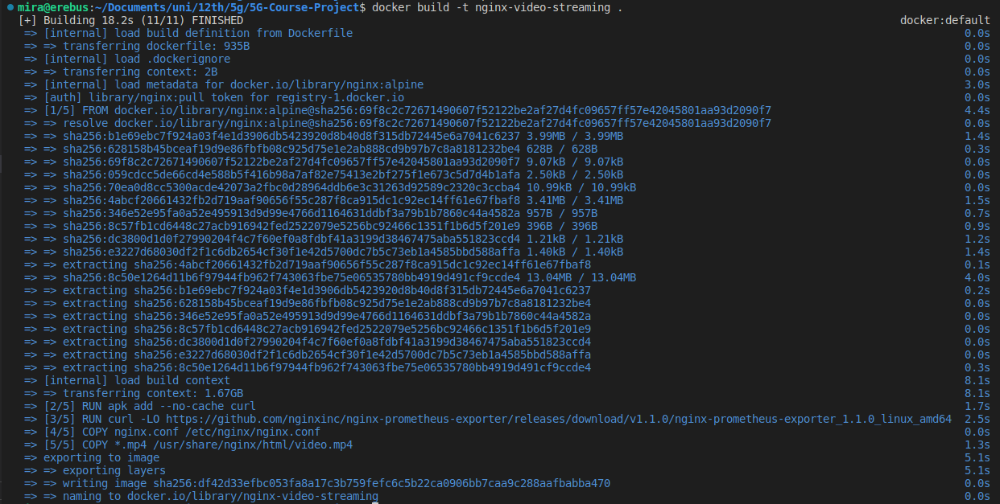 mira@erebus:~/Documents/uni/12th/5g/5G-Course-Project$ docker build -t nginx-video-streaming .
[+] Building 18.2s (11/11) FINISHED docker:default
=> [internal] load build definition from Dockerfile 0.0s
=> => transferring dockerfile: 935B 0.0s
=> [internal] load .dockerignore 0.0s
=> => transferring context: 2B 0.0s
=> [internal] load metadata for docker.io/library/nginx:alpine 3.0s
=> [auth] library/nginx:pull token for registry-1.docker.io 0.0s
=> [1/5] FROM docker.io/library/nginx:alpine@sha256:69f8c2c72671490607f52122be2af27d4fc09657ff57e42045801aa93d2090f7 4.4s
=> => resolve docker.io/library/nginx:alpine@sha256:69f8c2c72671490607f52122be2af27d4fc09657ff57e42045801aa93d2090f7 0.0s
=> => sha256:b1e69ebc7f924a03f4e1d3906db5423920d8b40d8f315db72445e6a7041c6237 3.99MB / 3.99MB 1.4s
=> => sha256:628158b45bceaf19d9e86fbfb08c925d75e1e2ab888cd9b97b7c8a8181232be4 628B / 628B 0.3s
=> => sha256:69f8c2c72671490607f52122be2af27d4fc09657ff57e42045801aa93d2090f7 9.07kB / 9.07kB 0.0s
=> => sha256:059cdcc5de66cd4e588b5f416b98a7af82e75413e2bf275f1e673c5d7d4b1afa 2.50kB / 2.50kB 0.0s
=> => sha256:70ea0d8cc5300acde42073a2fbc0d28964ddb6e3c31263d92589c2320c3ccba4 10.99kB / 10.99kB 0.0s
=> => sha256:4abcf20661432fb2d719aaf90656f55c287f8ca915dc1c92ec14ff61e67fbaf8 3.41MB / 3.41MB 1.5s
=> => sha256:346e52e95fa0a52e495913d9d99e4766d1164631ddbf3a79b1b7860c44a4582a 957B / 957B 0.7s
=> => sha256:8c57fb1cd6448c27acb916942fed2522079e5256bc92466c1351f1b6d5f201e9 396B / 396B 0.9s
=> => sha256:dc3800d1d0f27990204f4c7f60ef0a8fdbf41a3199d38467475aba551823ccd4 1.21kB / 1.21kB 1.2s
=> => sha256:e3227d68030df2f1c6db2654cf30f1e42d5700dc7b5c73eb1a4585bbd588affa 1.40kB / 1.40kB 1.4s
=> => extracting sha256:4abcf20661432fb2d719aaf90656f55c287f8ca915dc1c92ec14ff61e67fbaf8 0.1s
=> => sha256:8c50e1264d11b6f97944fb962f743063fbe75e06535780bb4919d491cf9ccde4 13.04MB / 13.04MB 4.0s
=> => extracting sha256:b1e69ebc7f924a03f4e1d3906db5423920d8b40d8f315db72445e6a7041c6237 0.2s
=> => extracting sha256:628158b45bceaf19d9e86fbfb08c925d75e1e2ab888cd9b97b7c8a8181232be4 0.0s
=> => extracting sha256:346e52e95fa0a52e495913d9d99e4766d1164631ddbf3a79b1b7860c44a4582a 0.0s
=> => extracting sha256:8c57fb1cd6448c27acb916942fed2522079e5256bc92466c1351f1b6d5f201e9 0.0s
=> => extracting sha256:dc3800d1d0f27990204f4c7f60ef0a8fdbf41a3199d38467475aba551823ccd4 0.0s
=> => extracting sha256:e3227d68030df2f1c6db2654cf30f1e42d5700dc7b5c73eb1a4585bbd588affa 0.0s
=> => extracting sha256:8c50e1264d11b6f97944fb962f743063fbe75e06535780bb4919d491cf9ccde4 0.3s
=> [internal] load build context 8.1s
=> => transferring context: 1.67GB 8.1s
=> [2/5] RUN apk add --no-cache curl 1.7s
=> [3/5] RUN curl -LO https://github.com/nginxinc/nginx-prometheus-exporter/releases/download/v1.1.0/nginx-prometheus-exporter_1.1.0_linux_amd64 2.5s
=> [4/5] COPY nginx.conf /etc/nginx/nginx.conf 0.0s
=> [5/5] COPY *.mp4 /usr/share/nginx/html/video.mp4 1.3s
=> exporting to image 5.1s
=> => exporting layers 5.1s
=> => writing image sha256:df42d33efbc053fa8a17c3b759fefc6c5b22ca0906bb7caa9c288aafbabba470 0.0s
=> => naming to docker.io/library/nginx-video-streaming 0.0s